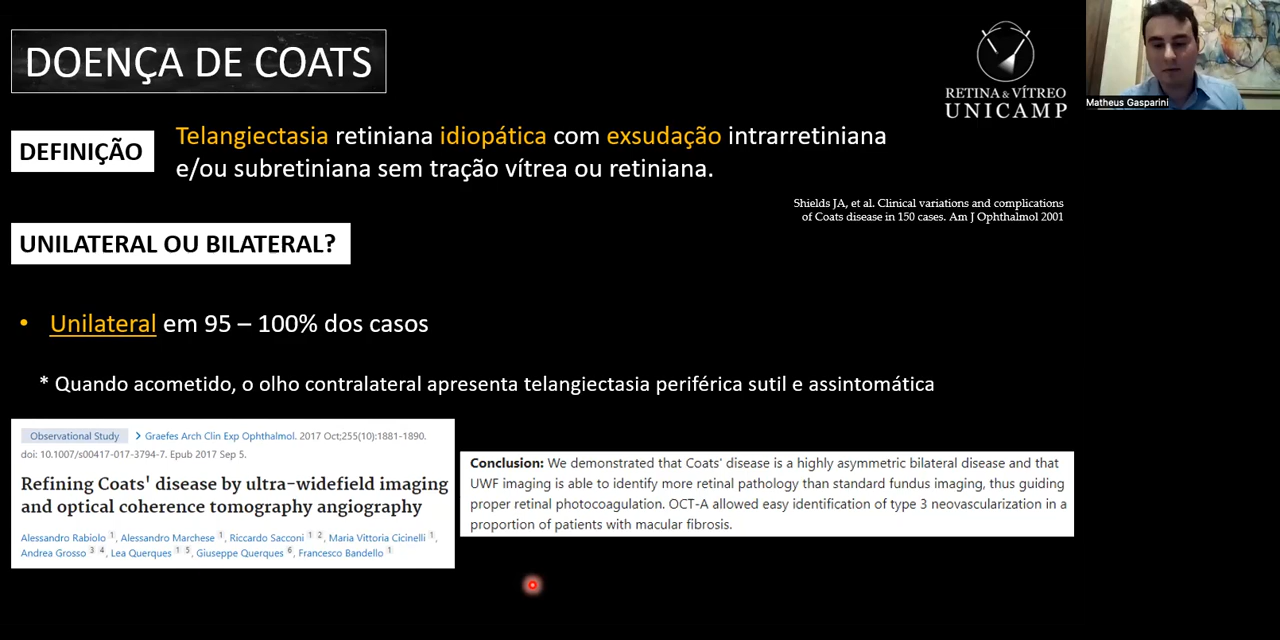 DOENÇA DE COATS
RETINA & VÍTREO
UNICAMP
Matheus Gasparini
DEFINIÇÃO
Telangiectasia retiniana idiopática com exsudação intrarretiniana
e/ou subretiniana sem tração vítrea ou retiniana.
Shields JA, et al. Clinical variations and complications
of Coats disease in 150 cases. Am J Ophthalmol 2001
UNILATERAL OU BILATERAL?
• Unilateral em 95 – 100% dos casos
* Quando acometido, o olho contralateral apresenta telangiectasia periférica sutil e assintomática
Observational Study > Graefes Arch Clin Exp Ophthalmol. 2017 Oct;255(10):1881-1890.
doi: 10.1007/s00417-017-3794-7. Epub 2017 Sep 5.
Refining Coats' disease by ultra-widefield imaging
and optical coherence tomography angiography
Alessandro Rabiolo 1, Alessandro Marchese 1, Riccardo Sacconi 1 2, Maria Vittoria Cicinelli 1,
Andrea Grosso 3 4, Lea Querques 1 5, Giuseppe Querques 6, Francesco Bandello 1
Conclusion: We demonstrated that Coats' disease is a highly asymmetric bilateral disease and that
UWF imaging is able to identify more retinal pathology than standard fundus imaging, thus guiding
proper retinal photocoagulation. OCT-A allowed easy identification of type 3 neovascularization in a
proportion of patients with macular fibrosis.